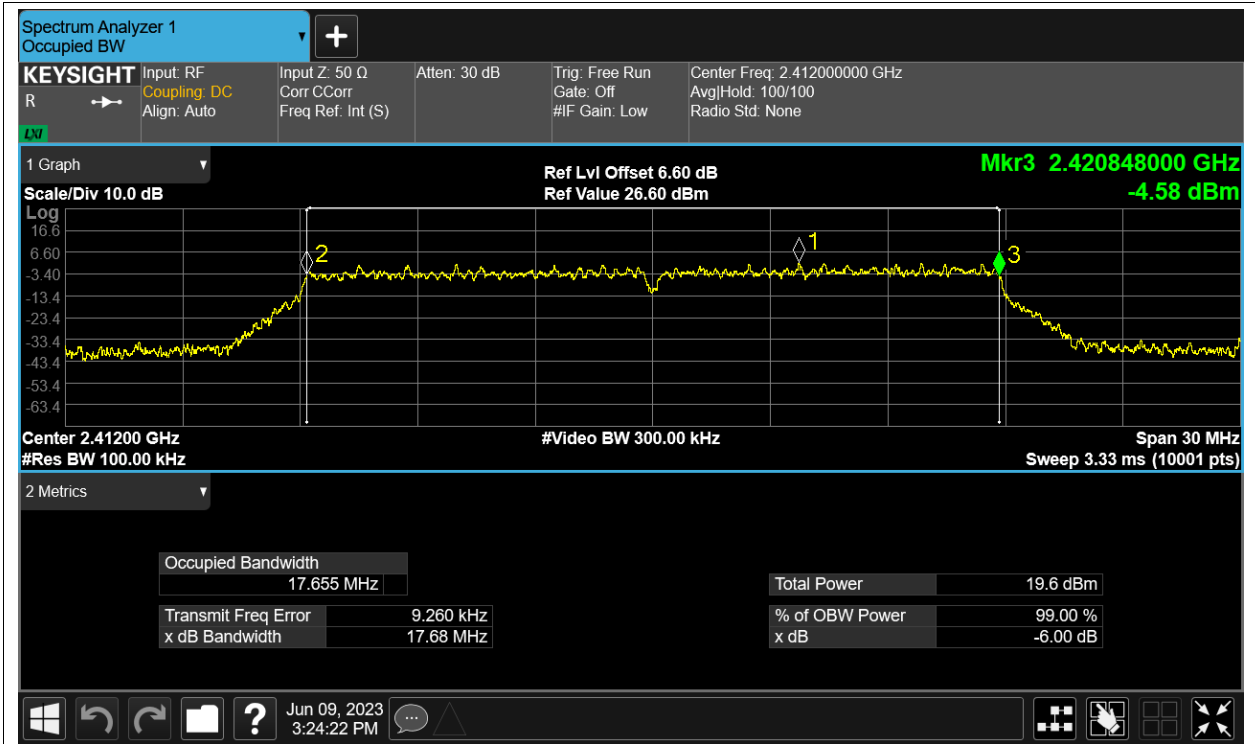 Spectrum Analyzer 1
Occupied BW
KEYSIGHT
R
LXI
Input: RF
Coupling: DC
Align: Auto
Input Z: 50 Ω
Corr CCorr
Freq Ref: Int (S)
Atten: 30 dB
Trig: Free Run
Gate: Off
#IF Gain: Low
Center Freq: 2.412000000 GHz
Avg|Hold: 100/100
Radio Std: None
1 Graph
Scale/Div 10.0 dB
Ref Lvl Offset 6.60 dB
Ref Value 26.60 dBm
Mkr3 2.420848000 GHz
-4.58 dBm
Log
16.6
6.60
-3.40
-13.4
-23.4
-33.4
-43.4
-53.4
-63.4
2
1
3
Center 2.41200 GHz
#Res BW 100.00 kHz
#Video BW 300.00 kHz
Span 30 MHz
Sweep 3.33 ms (10001 pts)
2 Metrics
Occupied Bandwidth
17.655 MHz
Transmit Freq Error 9.260 kHz
x dB Bandwidth 17.68 MHz
Total Power 19.6 dBm
% of OBW Power 99.00 %
x dB -6.00 dB
?
Jun 09, 2023
3:24:22 PM